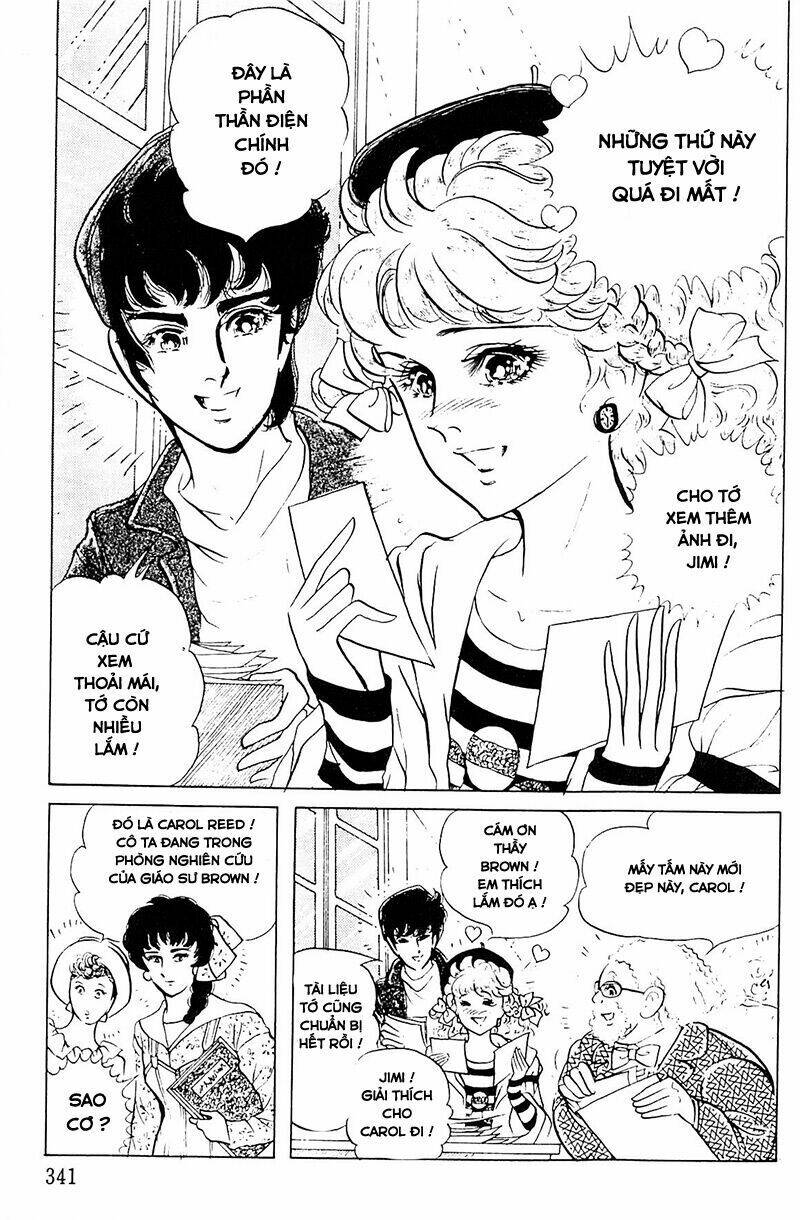 ĐÂY LÀ
PHẦN
THẦN ĐIỆN
CHÍNH
ĐÓ !
NHỮNG THỨ NÀY
TUYỆT VỜI
QUÁ ĐI MẤT !
CHO TỚ
XEM THÊM
ẢNH ĐI,
JIMI !
CẬU CỨ
XEM
THOẢI MÁI,
TỚ CÒN
NHIỀU
LẮM !
ĐÓ LÀ CAROL REED !
CÔ TA ĐANG TRONG
PHÒNG NGHIÊN CỨU
CỦA GIÁO SƯ BROWN !
SAO
CƠ ?
CÁM ƠN
THẦY
BROWN !
EM THÍCH
LẮM ĐÓ Ạ !
MẤY TẤM NÀY MỚI
ĐẸP NÀY, CAROL !
TÀI LIỆU
TỚ CŨNG
CHUẨN BỊ
HẾT RỒI !
JIMI !
GIẢI THÍCH
CHO
CAROL ĐI !
341